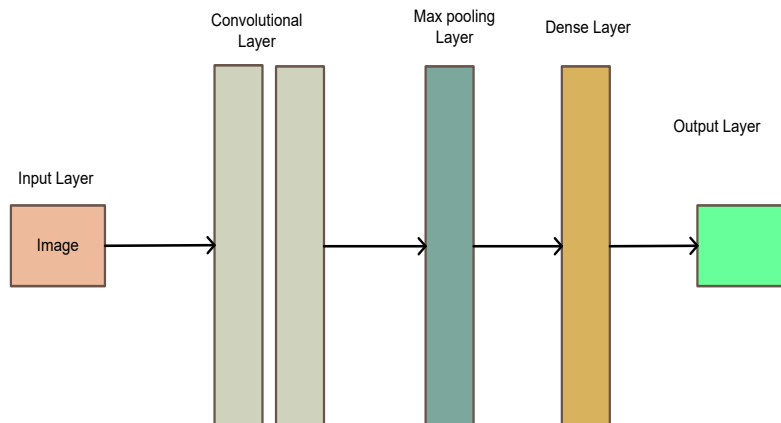 Convolutional
Layer
Max pooling
Layer
Dense Layer
Output Layer
Input Layer
Image